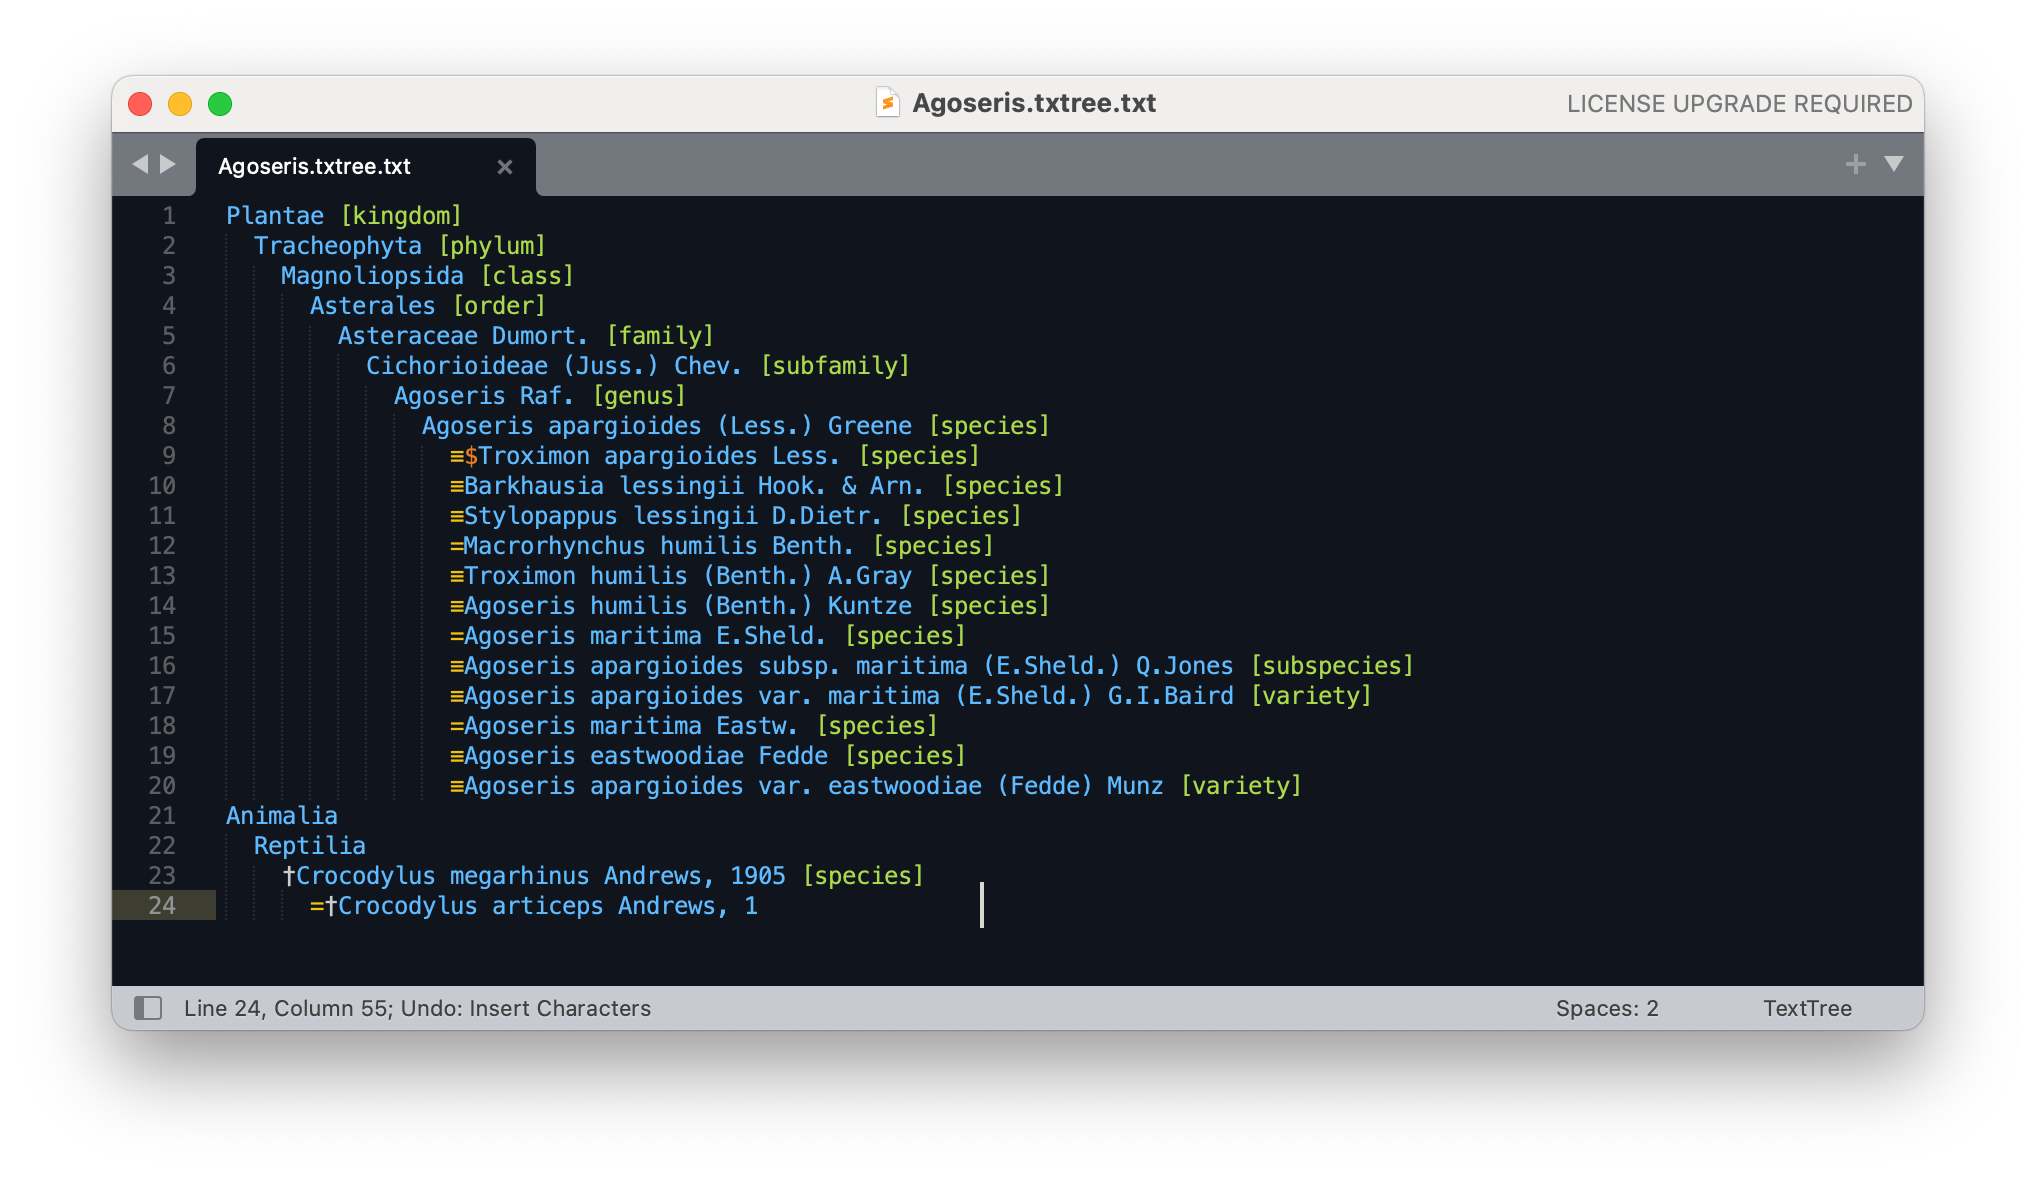 Agoseris.txtree.txt
LICENSE UPGRADE REQUIRED
Agoseris.txtree.txt
1 Plantae [kingdom]
2 Tracheophyta [phylum]
3 Magnoliopsida [class]
4 Asterales [order]
5 Asteraceae Dumort. [family]
6 Cichorioideae (Juss.) Chev. [subfamily]
7 Agoseris Raf. [genus]
8 Agoseris apargioides (Less.) Greene [species]
9 ≡$Troximon apargioides Less. [species]
10 ≡Barkhausia lessingii Hook. & Arn. [species]
11 ≡Stylopappus lessingii D.Dietr. [species]
12 =Macrorhynchus humilis Benth. [species]
13 ≡Troximon humilis (Benth.) A.Gray [species]
14 ≡Agoseris humilis (Benth.) Kuntze [species]
15 =Agoseris maritima E.Sheld. [species]
16 ≡Agoseris apargioides subsp. maritima (E.Sheld.) Q.Jones [subspecies]
17 ≡Agoseris apargioides var. maritima (E.Sheld.) G.I.Baird [variety]
18 =Agoseris maritima Eastw. [species]
19 ≡Agoseris eastwoodiae Fedde [species]
20 ≡Agoseris apargioides var. eastwoodiae (Fedde) Munz [variety]
21 Animalia
22 Reptilia
23 †Crocodylus megarhinus Andrews, 1905 [species]
24 =†Crocodylus articeps Andrews, 1
Line 24, Column 55; Undo: Insert Characters
Spaces: 2
TextTree